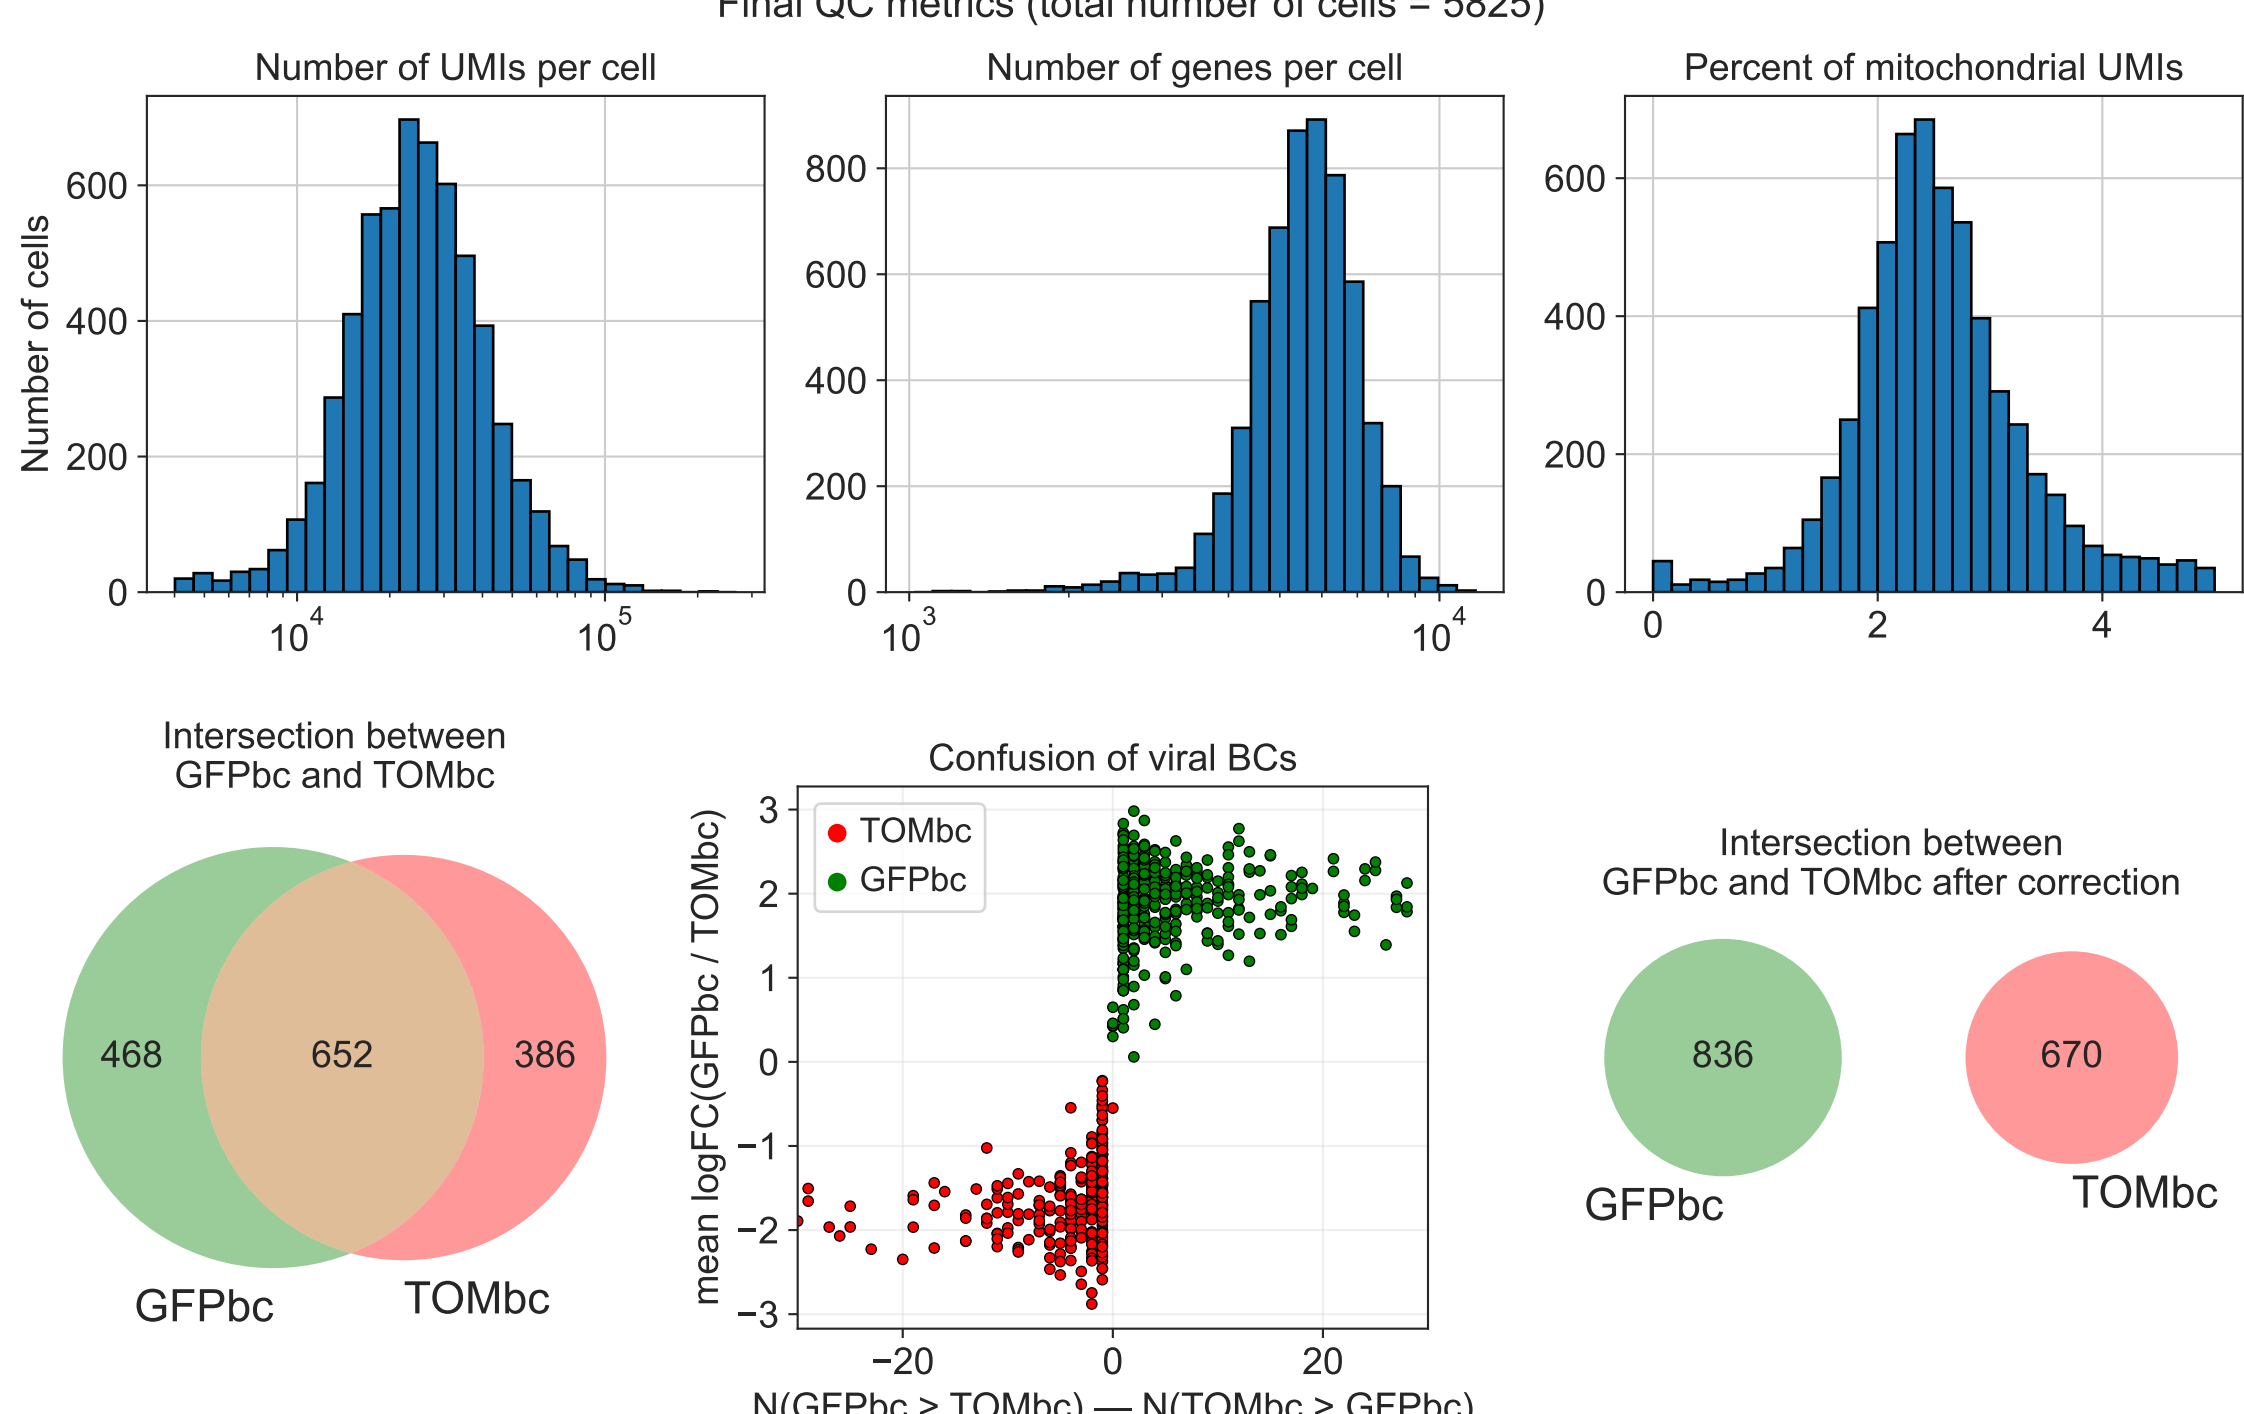 Final QC metrics (total number of cells = 5825)
Number of UMIs per cell
Number of genes per cell
Percent of mitochondrial UMIs
Number of cells
600
400
200
0
10^4
10^5
800
600
400
200
0
10^3
10^4
600
400
200
0
0
2
4
Intersection between
GFPbc and TOMbc
468
652
386
GFPbc
TOMbc
Confusion of viral BCs
mean logFC(GFPbc / TOMbc)
TOMbc
GFPbc
3
2
1
0
−1
−2
−3
−20
0
20
N(GFPbc > TOMbc) — N(TOMbc > GFPbc)
Intersection between
GFPbc and TOMbc after correction
836
670
GFPbc
TOMbc